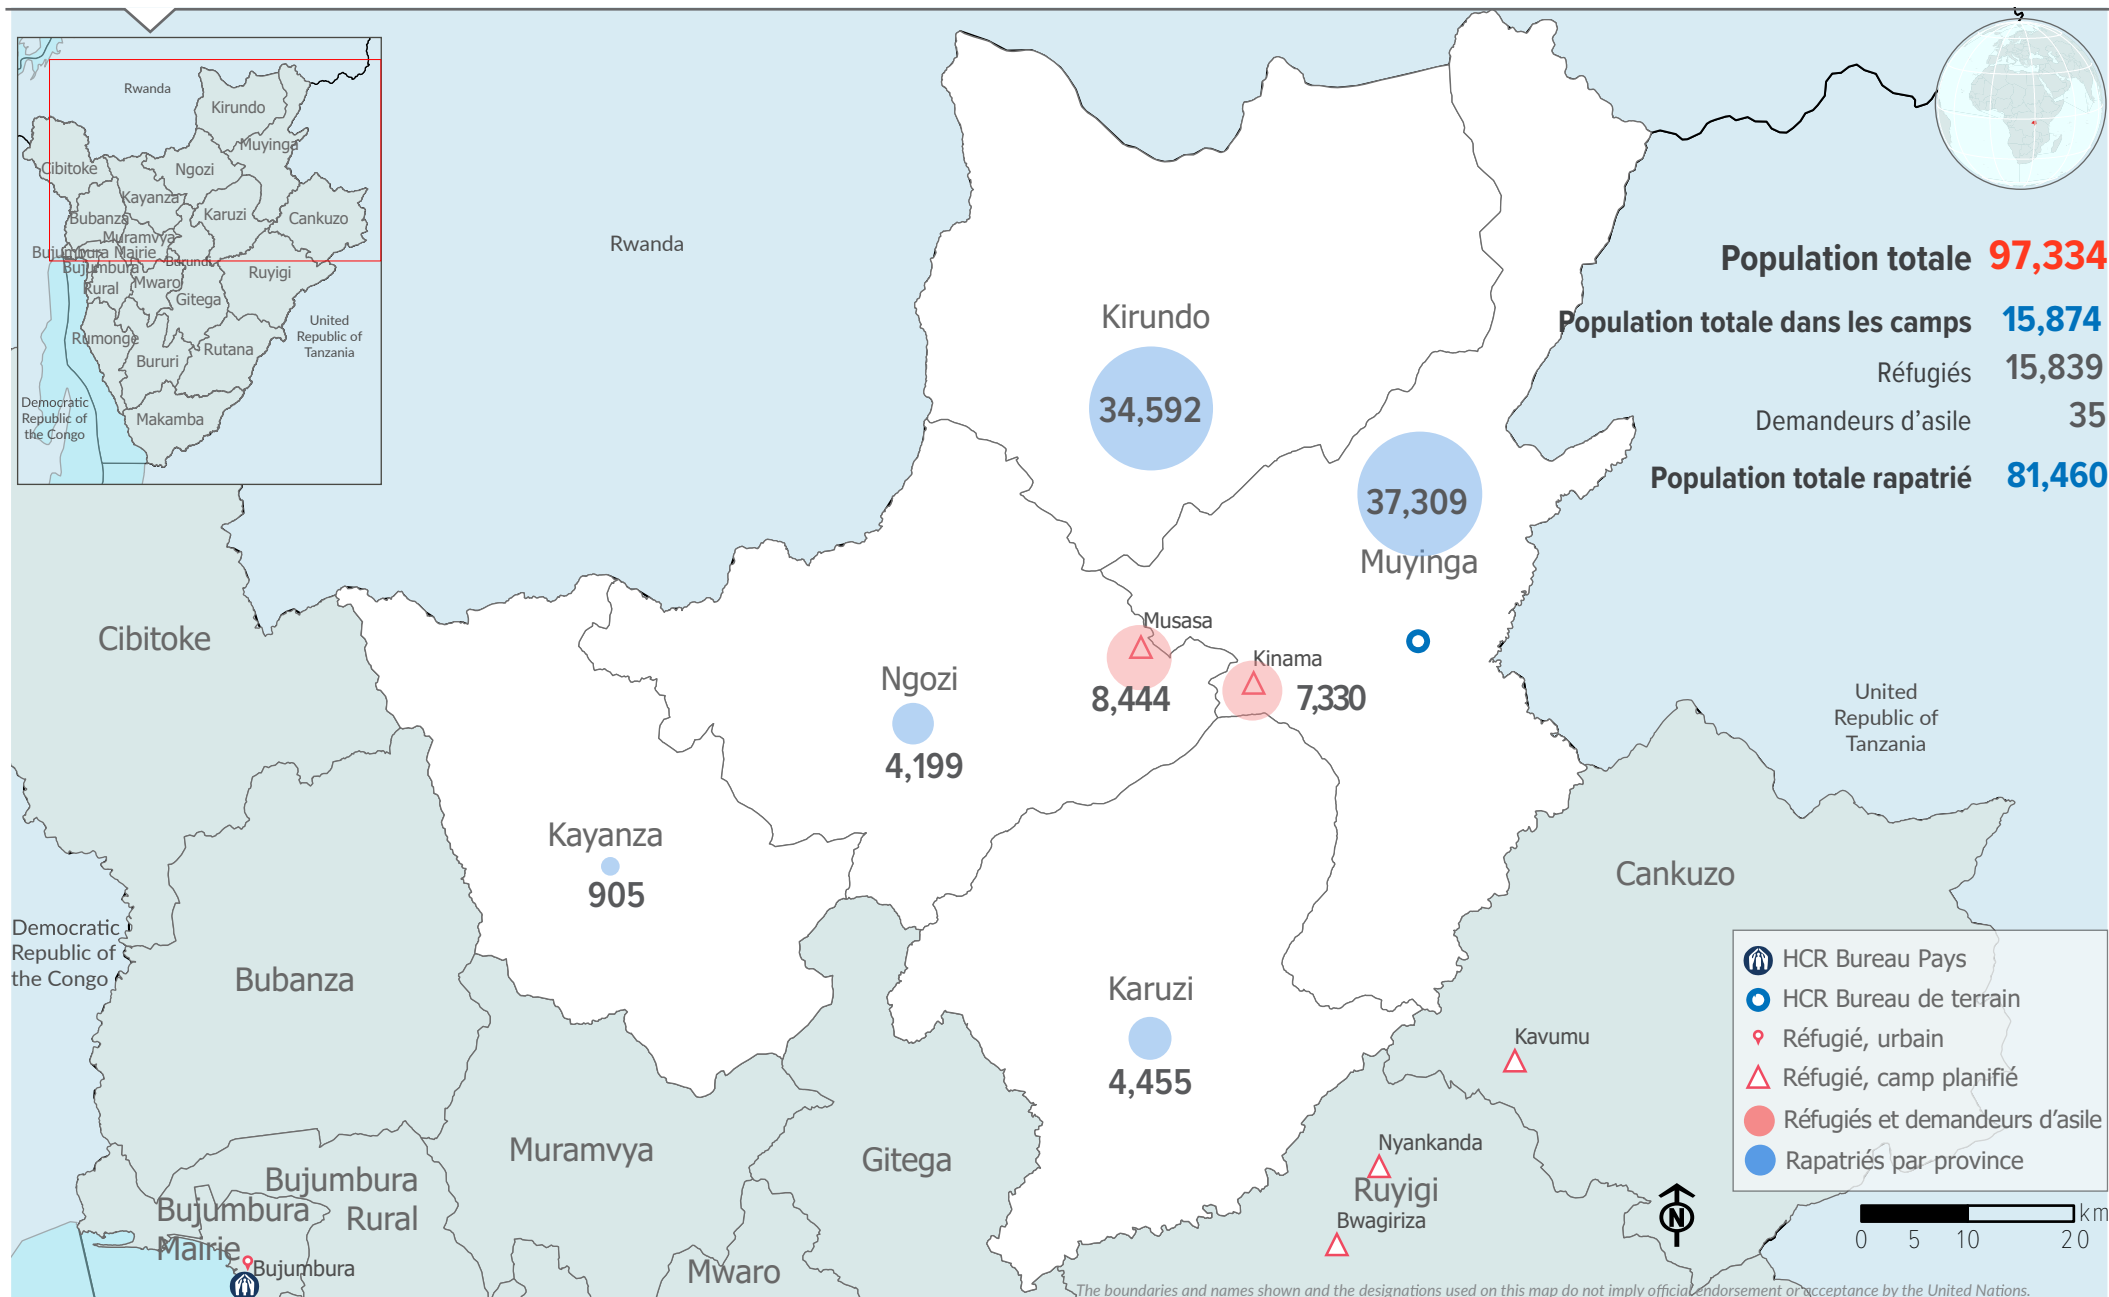 Rwanda
Kirundo
Muyinga
Cibitoke
Ngozi
Kayanza
Karuzi
Bubanza
Cankuzo
Muramvya
Bujumbura Mairie
Burundi
Bujumbura
Rural
Mwaro
Ruyigi
Gitega
United
Republic of
Tanzania
Rumonge
Bururi
Rutana
Democratic
Republic of
the Congo
Makamba
Rwanda
Population totale 97,334
Population totale dans les camps 15,874
Réfugiés 15,839
Demandeurs d'asile 35
Population totale rapatrié 81,460
Kirundo
34,592
37,309
Muyinga
Cibitoke
Musasa
8,444
Kinama
7,330
Ngozi
4,199
United
Republic of
Tanzania
Kayanza
905
Cankuzo
Democratic
Republic of
the Congo
Bubanza
Karuzi
4,455
HCR Bureau Pays
HCR Bureau de terrain
Réfugié, urbain
Réfugié, camp planifié
Réfugiés et demandeurs d'asile
Rapatriés par province
Kavumu
Muramvya
Gitega
Nyankanda
Ruyigi
Bwagiriza
Bujumbura
Rural
Bujumbura
Mairie
Bujumbura
Mwaro
N
km
0 5 10 20
The boundaries and names shown and the designations used on this map do not imply official endorsement or acceptance by the United Nations.